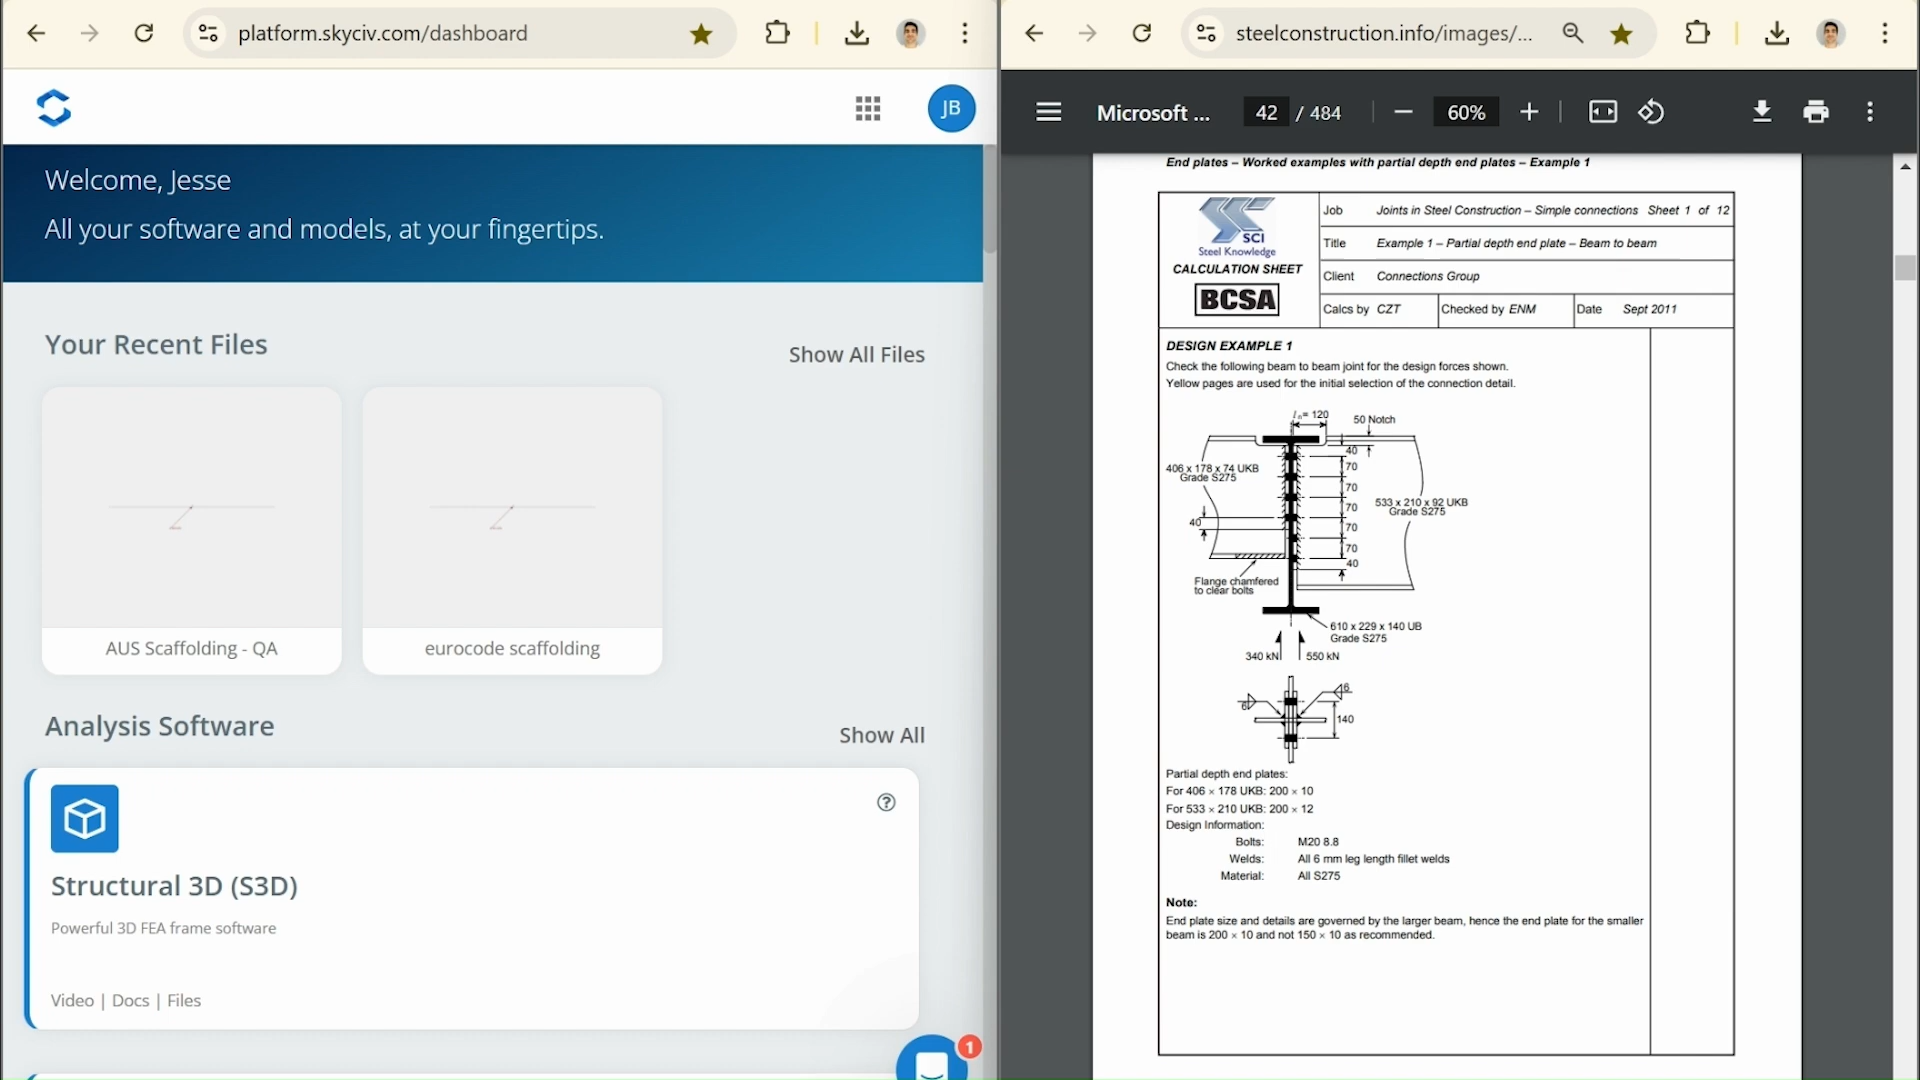 platform.skyciv.com/dashboard
JB
Welcome, Jesse
All your software and models, at your fingertips.
Your Recent Files
Show All Files
AUS Scaffolding - QA
eurocode scaffolding
Analysis Software
Show All
Structural 3D (S3D)
Powerful 3D FEA frame software
Video | Docs | Files
1
steelconstruction.info/images/...
Microsoft ...
42 / 484
60%
End plates – Worked examples with partial depth end plates – Example 1
SCI
Steel Knowledge
CALCULATION SHEET
BCSA
Job Joints in Steel Construction – Simple connections Sheet 1 of 12
Title Example 1 – Partial depth end plate – Beam to beam
Client Connections Group
Calcs by CZT Checked by ENM Date Sept 2011
DESIGN EXAMPLE 1
Check the following beam to beam joint for the design forces shown.
Yellow pages are used for the initial selection of the connection detail.
ln = 120
50 Notch
40
70
70
70
70
70
40
406 x 178 x 74 UKB
Grade S275
533 x 210 x 92 UKB
Grade S275
40
Flange chamfered
to clear bolts
610 x 229 x 140 UB
Grade S275
340 kN
550 kN
6
6
140
Partial depth end plates:
For 406 × 178 UKB: 200 × 10
For 533 × 210 UKB: 200 × 12
Design Information:
Bolts: M20 8.8
Welds: All 6 mm leg length fillet welds
Material: All S275
Note:
End plate size and details are governed by the larger beam, hence the end plate for the smaller
beam is 200 × 10 and not 150 × 10 as recommended.